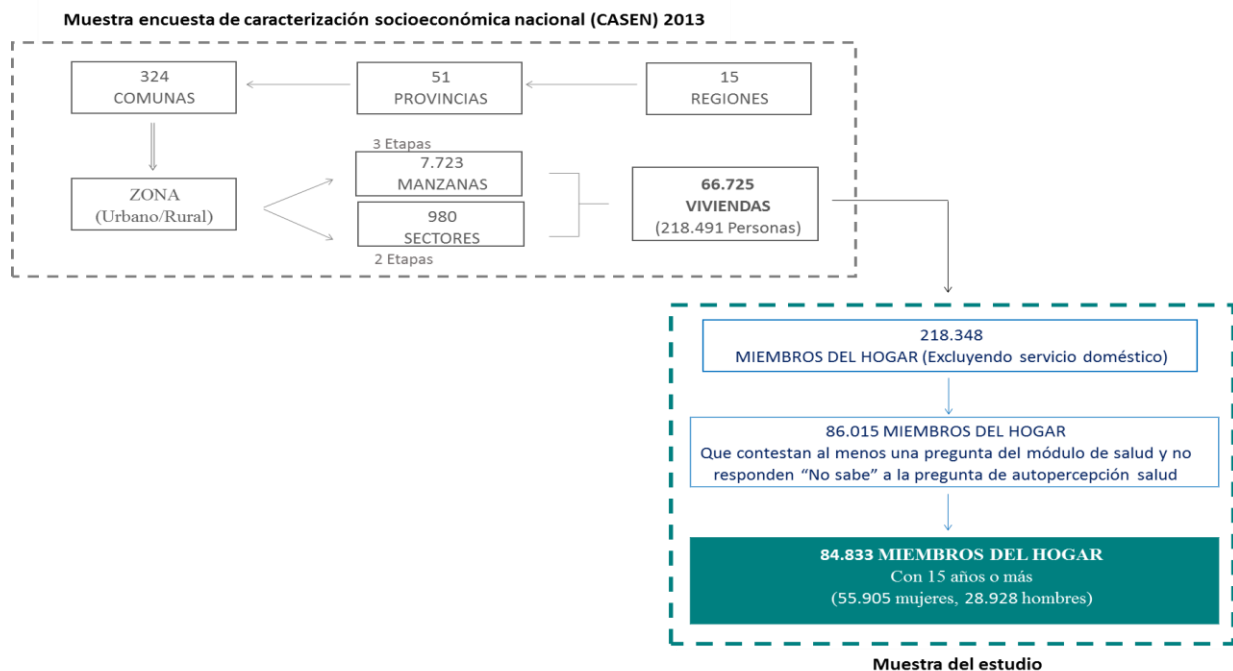 Muestra encuesta de caracterización socioeconómica nacional (CASEN) 2013
324
COMUNAS
51
PROVINCIAS
15
REGIONES
ZONA
(Urbano/Rural)
3 Etapas
7.723
MANZANAS
980
SECTORES
2 Etapas
66.725
VIVIENDAS
(218.491 Personas)
218.348
MIEMBROS DEL HOGAR (Excluyendo servicio doméstico)
86.015 MIEMBROS DEL HOGAR
Que contestan al menos una pregunta del módulo de salud y no
responden “No sabe” a la pregunta de autopercepción salud
84.833 MIEMBROS DEL HOGAR
Con 15 años o más
(55.905 mujeres, 28.928 hombres)
Muestra del estudio